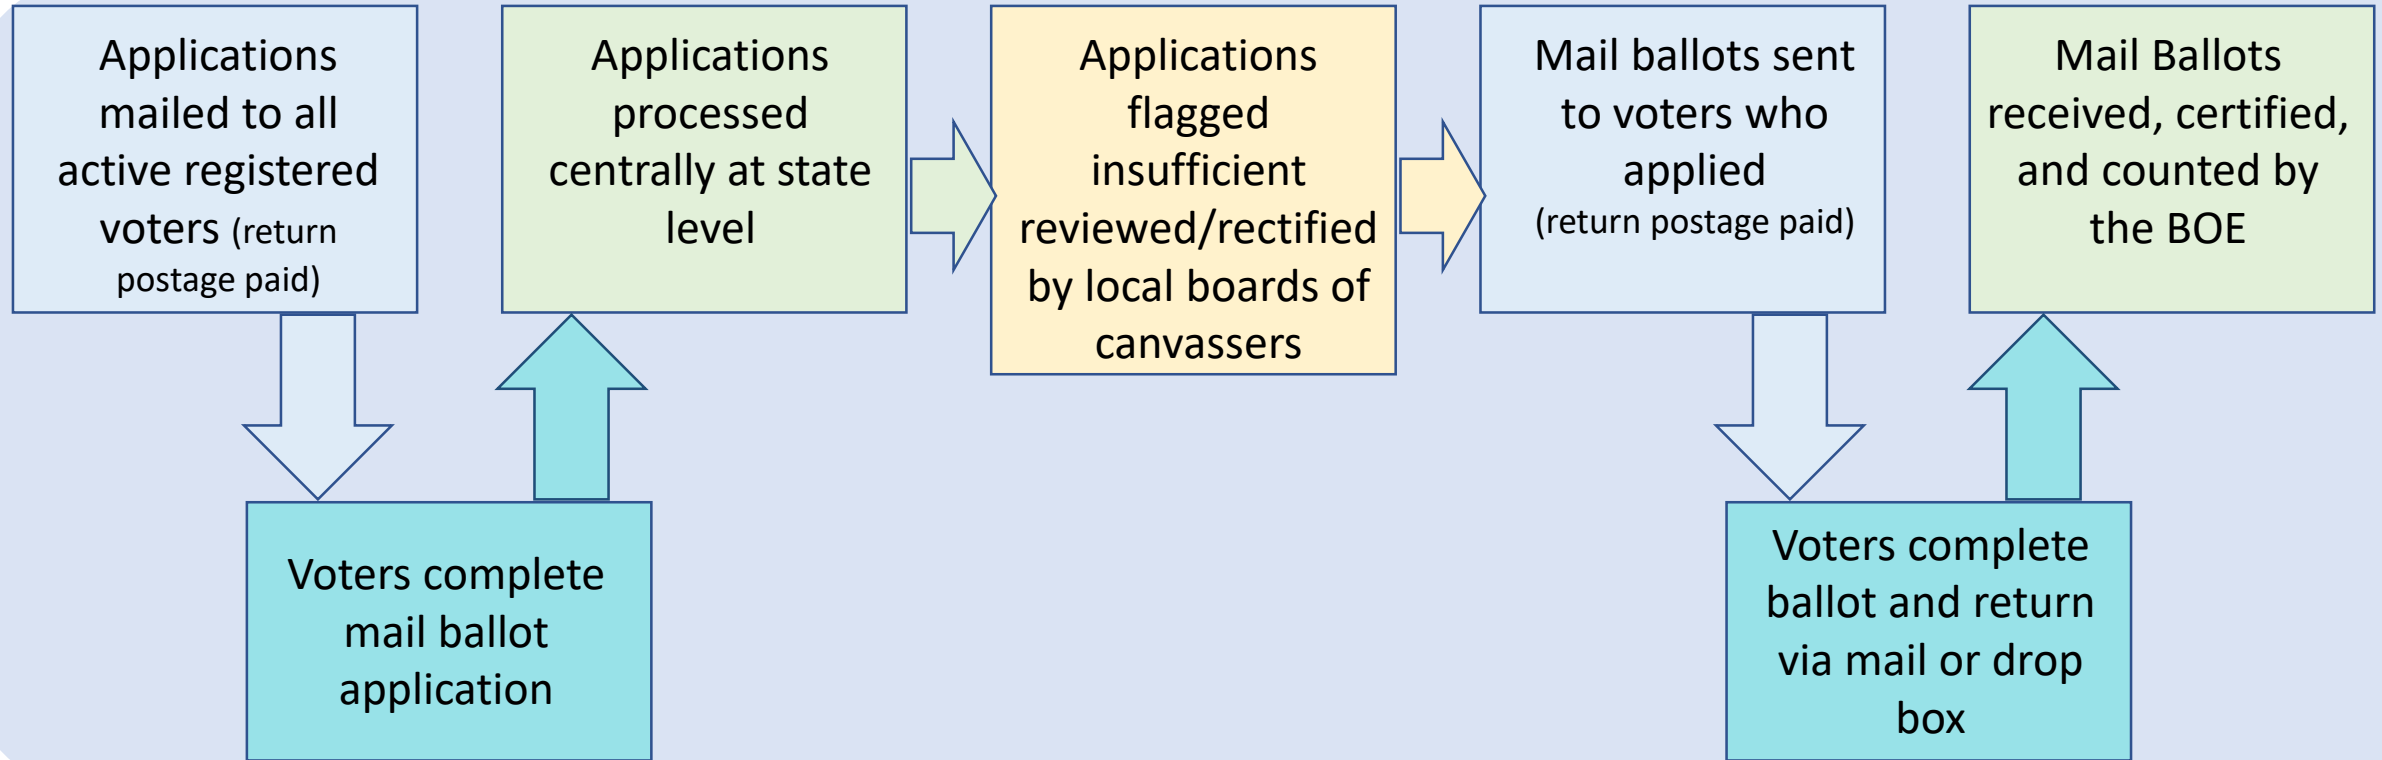 Applications
mailed to all
active registered
voters (return
postage paid)
Voters complete
mail ballot
application
Applications
processed
centrally at state
level
Applications
flagged
insufficient
reviewed/rectified
by local boards of
canvassers
Mail ballots sent
to voters who
applied
(return postage paid)
Voters complete
ballot and return
via mail or drop
box
Mail Ballots
received, certified,
and counted by
the BOE